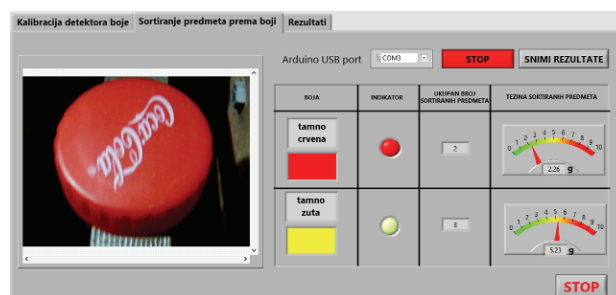 Kalibracija detektora boje
Sortiranje predmeta prema boji
Rezultati
Arduino USB port
COM3
STOP
SNIMI REZULTATE
Coca-Cola
BOJA
INDIKATOR
UKUPAN BROJ
SORTIRANIH PREDMETA
TEZINA SORTIRANIH PREDMETA
tamno
crvena
2
0 1 2 3 4 5 6 7 8 9 10
2.26 g
tamno
zuta
3
0 1 2 3 4 5 6 7 8 9 10
5.23 g
STOP